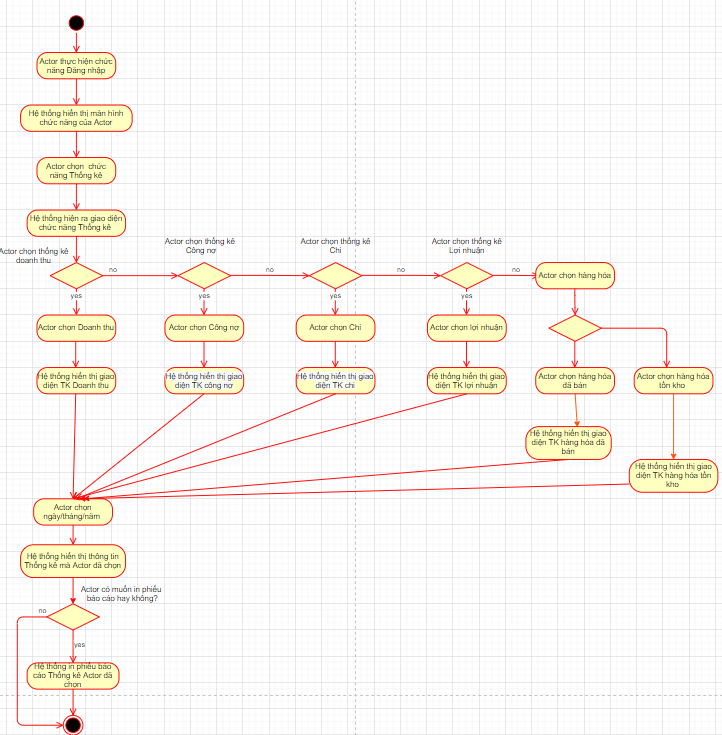 Actor thực hiện chức
năng Đăng nhập
Hệ thống hiển thị màn hình
chức năng của Actor
Actor chọn chức
năng Thống kê
Hệ thống hiện ra giao diện
chức năng Thống kê
Actor chọn thống kê
doanh thu
Actor chọn thống kê
Công nợ
Actor chọn thống kê
Chi
Actor chọn thống kê
Lợi nhuận
no
no
no
no
Actor chọn hàng hóa
yes
yes
yes
yes
Actor chọn Doanh thu
Actor chọn Công nợ
Actor chọn Chi
Actor chọn lợi nhuận
Hệ thống hiển thị giao
diện TK Doanh thu
Hệ thống hiển thị giao
diện TK công nợ
Hệ thống hiển thị giao
diện TK chi
Hệ thống hiển thị giao
diện TK lợi nhuận
Actor chọn hàng hóa
đã bán
Actor chọn hàng hóa
tồn kho
Hệ thống hiển thị giao
diện TK hàng hóa đã
bán
Hệ thống hiển thị giao
diện TK hàng hóa tồn
kho
Actor chọn
ngày/tháng/năm
Hệ thống hiển thị thông tin
Thống kê mà Actor đã chọn
Actor có muốn in phiếu
báo cáo hay không?
no
yes
Hệ thống in phiếu báo
cáo Thống kê Actor đã
chọn